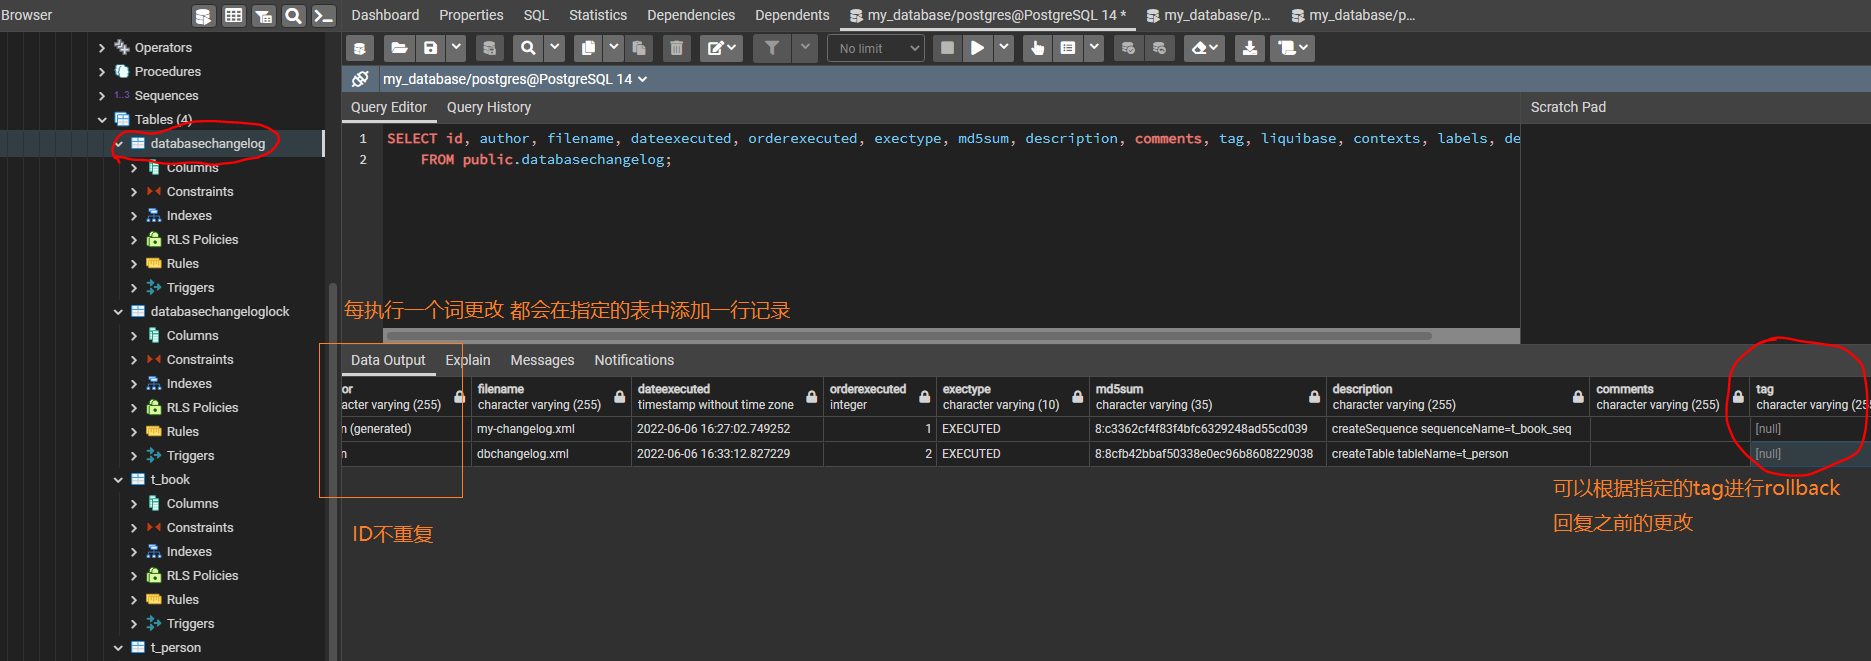 Browser
Dashboard Properties SQL Statistics Dependencies Dependents my_database/postgres@PostgreSQL 14 * my_database/p... my_database/p...
No limit
my_database/postgres@PostgreSQL 14
Query Editor Query History
Scratch Pad
1 SELECT id, author, filename, dateexecuted, orderexecuted, exectype, md5sum, description, comments, tag, liquibase, contexts, labels, de
2 FROM public.databasechangelog;
Operators
Procedures
1..3 Sequences
Tables (4)
databasechangelog
Columns
Constraints
Indexes
RLS Policies
Rules
Triggers
databasechangeloglock
Columns
Constraints
Indexes
RLS Policies
Rules
Triggers
t_book
Columns
Constraints
Indexes
RLS Policies
Rules
Triggers
t_person
每执行一个词更改 都会在指定的表中添加一行记录
Data Output Explain Messages Notifications
or filename dateexecuted orderexecuted exectype md5sum description comments tag
acter varying (255) character varying (255) timestamp without time zone integer character varying (10) character varying (35) character varying (255) character varying (255) character varying (255
n (generated) my-changelog.xml 2022-06-06 16:27:02.749252 1 EXECUTED 8:c3362cf4f83f4bfc6329248ad55cd039 createSequence sequenceName=t_book_seq [null]
n dbchangelog.xml 2022-06-06 16:33:12.827229 2 EXECUTED 8:8cfb42bbaf50338e0ec96b8608229038 createTable tableName=t_person [null]
ID不重复
可以根据指定的tag进行rollback
回复之前的更改